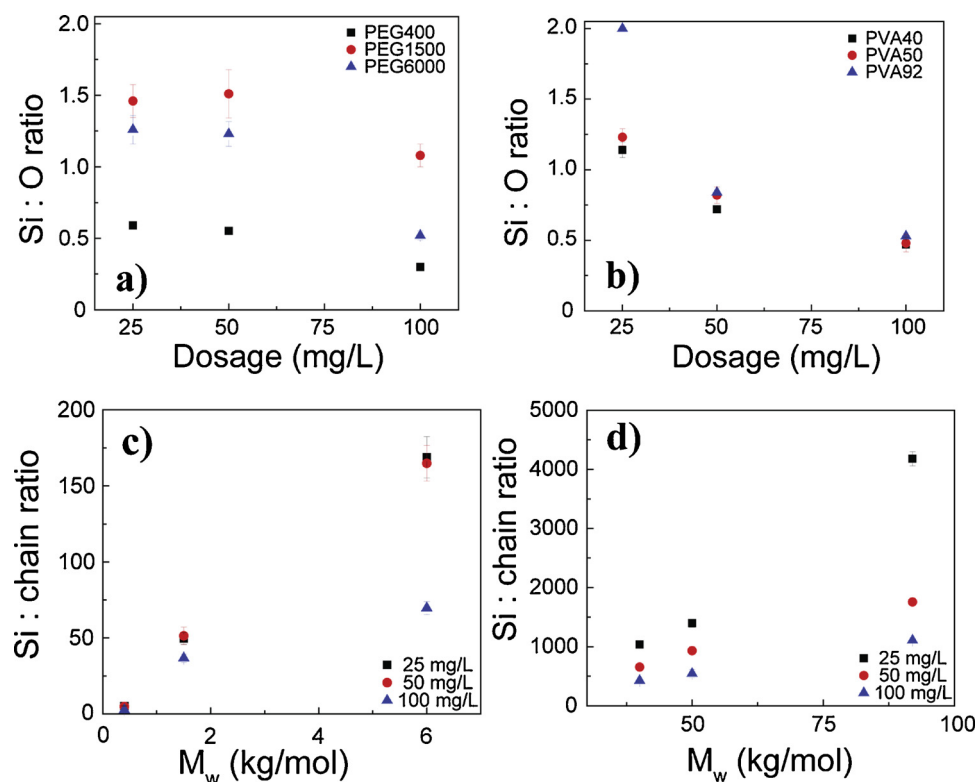 2.0
1.5
1.0
0.5
0
Si : O ratio
PEG400
PEG1500
PEG6000
a)
25
50
75
100
Dosage (mg/L)
2.0
1.5
1.0
0.5
0
Si : O ratio
PVA40
PVA50
PVA92
b)
25
50
75
100
Dosage (mg/L)
200
150
100
50
0
Si : chain ratio
c)
25 mg/L
50 mg/L
100 mg/L
0
2
4
6
M_w (kg/mol)
5000
4000
3000
2000
1000
0
Si : chain ratio
d)
25 mg/L
50 mg/L
100 mg/L
50
75
100
M_w (kg/mol)